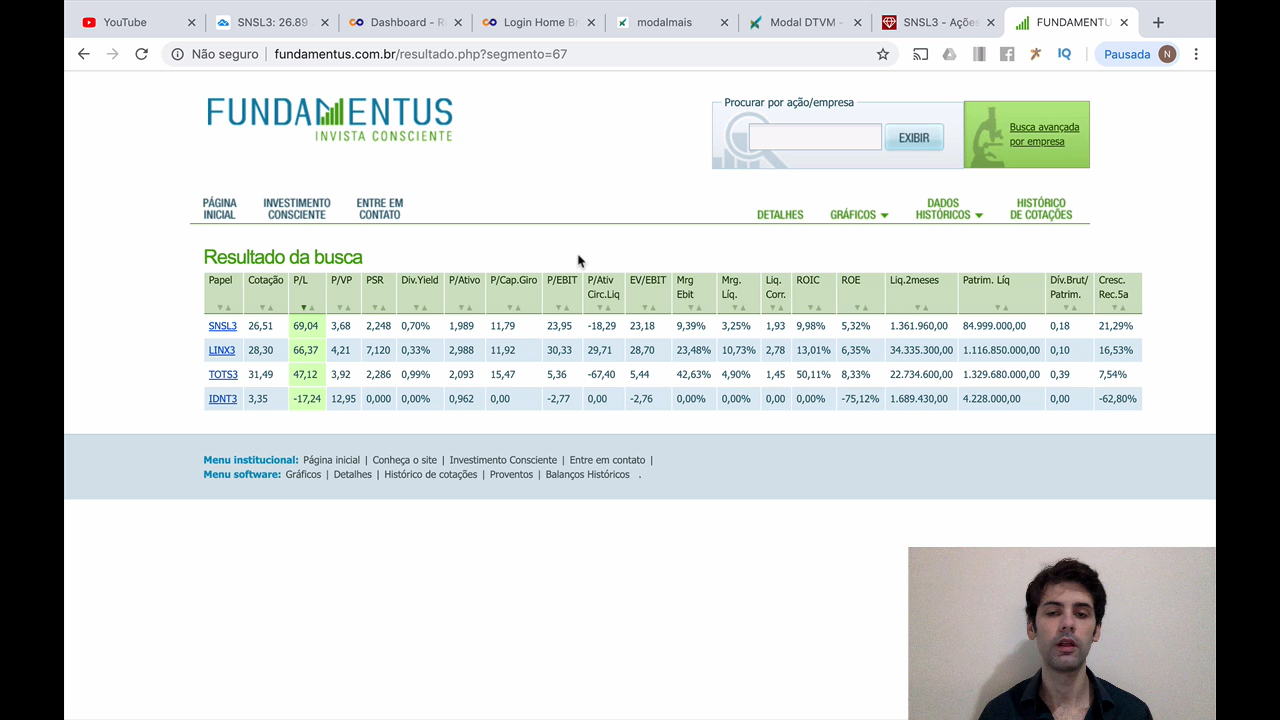 YouTube
SNSL3: 26.89
Dashboard - R
Login Home B
modalmais
Modal DTVM -
SNSL3 - Açõe
FUNDAMENTU
Não seguro
fundamentus.com.br/resultado.php?segmento=67
IQ
Pausada
N
FUNDAMENTUS
INVISTA CONSCIENTE
Procurar por ação/empresa
EXIBIR
Busca avançada
por empresa
PÁGINA
INICIAL
INVESTIMENTO
CONSCIENTE
ENTRE EM
CONTATO
DETALHES
GRÁFICOS
DADOS
HISTÓRICOS
HISTÓRICO
DE COTAÇÕES
Resultado da busca
Papel Cotação P/L P/VP PSR Div.Yield P/Ativo P/Cap.Giro P/EBIT P/Ativ Circ.Liq EV/EBIT Mrg Ebit Mrg. Líq. Liq. Corr. ROIC ROE Liq.2meses Patrim. Líq Dív.Brut/ Patrim. Cresc. Rec.5a
SNSL3 26,51 69,04 3,68 2,248 0,70% 1,989 11,79 23,95 -18,29 23,18 9,39% 3,25% 1,93 9,98% 5,32% 1.361.960,00 84.999.000,00 0,18 21,29%
LINX3 28,30 66,37 4,21 7,120 0,33% 2,988 11,92 30,33 29,71 28,70 23,48% 10,73% 2,78 13,01% 6,35% 34.335.300,00 1.116.850.000,00 0,10 16,53%
TOTS3 31,49 47,12 3,92 2,286 0,99% 2,093 15,47 5,36 -67,40 5,44 42,63% 4,90% 1,45 50,11% 8,33% 22.734.600,00 1.329.680.000,00 0,39 7,54%
IDNT3 3,35 -17,24 12,95 0,000 0,00% 0,962 0,00 -2,77 0,00 -2,76 0,00% 0,00% 0,00 0,00% -75,12% 1.689.430,00 4.228.000,00 0,00 -62,80%
Menu institucional: Página inicial | Conheça o site | Investimento Consciente | Entre em contato |
Menu software: Gráficos | Detalhes | Histórico de cotações | Proventos | Balanços Históricos .